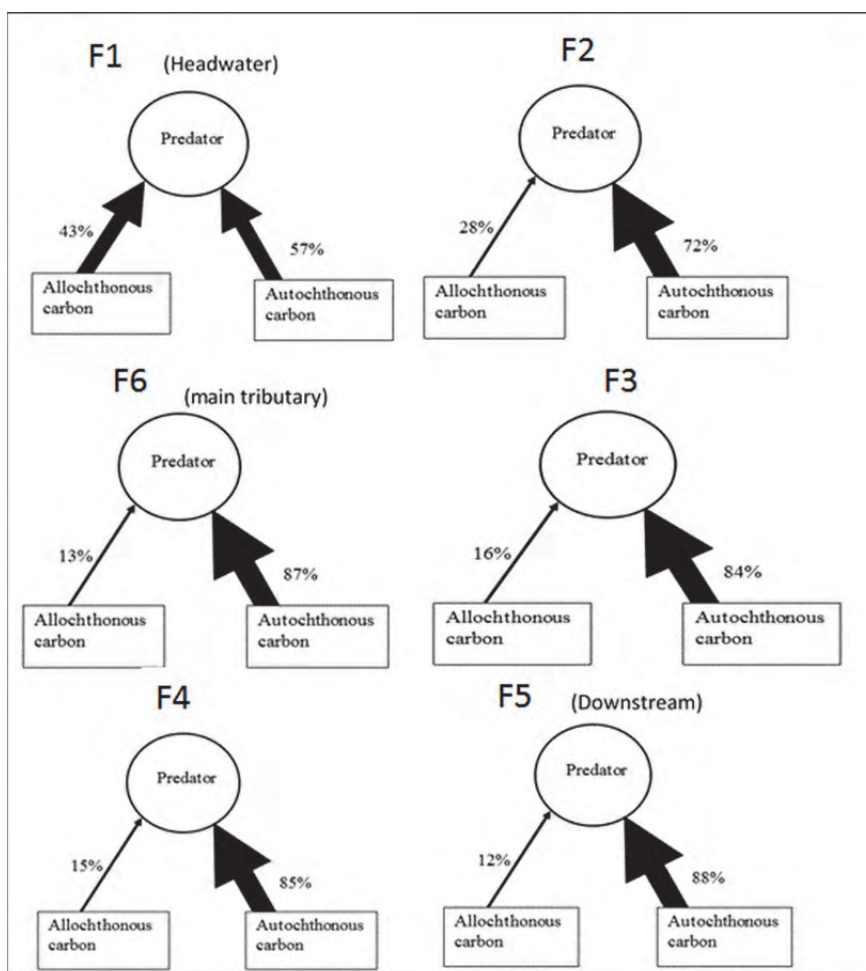 F1 (Headwater)
Predator
43%
57%
Allochthonous
carbon
Autochthonous
carbon
F2
Predator
28%
72%
Allochthonous
carbon
Autochthonous
carbon
F6 (main tributary)
Predator
13%
87%
Allochthonous
carbon
Autochthonous
carbon
F3
Predator
16%
84%
Allochthonous
carbon
Autochthonous
carbon
F4
Predator
15%
85%
Allochthonous
carbon
Autochthonous
carbon
F5 (Downstream)
Predator
12%
88%
Allochthonous
carbon
Autochthonous
carbon